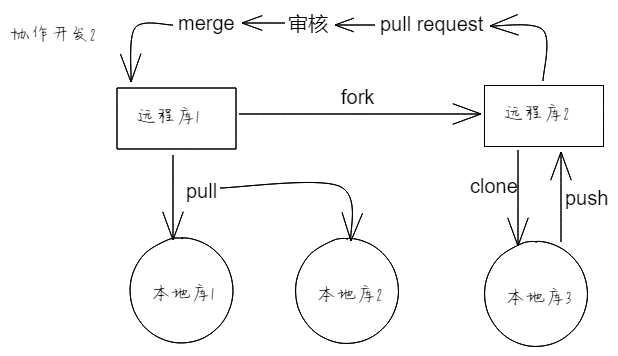 协作开发2
merge
审核
pull request
远程库1
fork
远程库2
pull
clone
push
本地库1
本地库2
本地库3